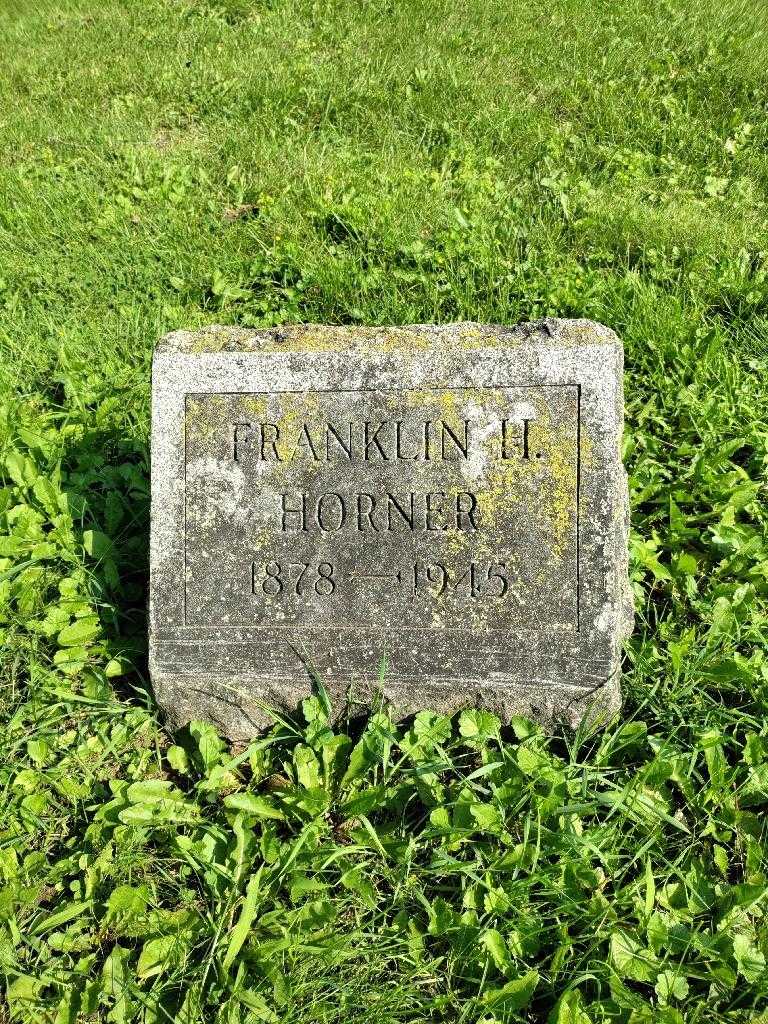 FRANKLIN H.
HORNER
1878—1945